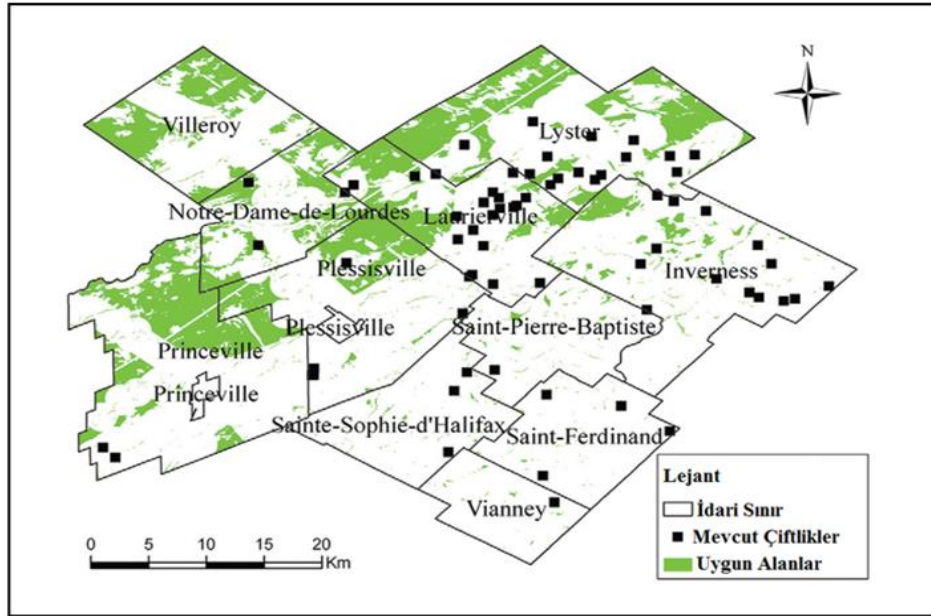 N
Villeroy
Lyster
Notre-Dame-de-Lourdes
Laurierville
Plessisville
Inverness
Plessisville
Saint-Pierre-Baptiste
Princeville
Princeville
Sainte-Sophie-d'Halifax
Saint-Ferdinand
Vianney
Lejant
İdari Sınır
Mevcut Çiftlikler
Uygun Alanlar
0 5 10 15 20
Km